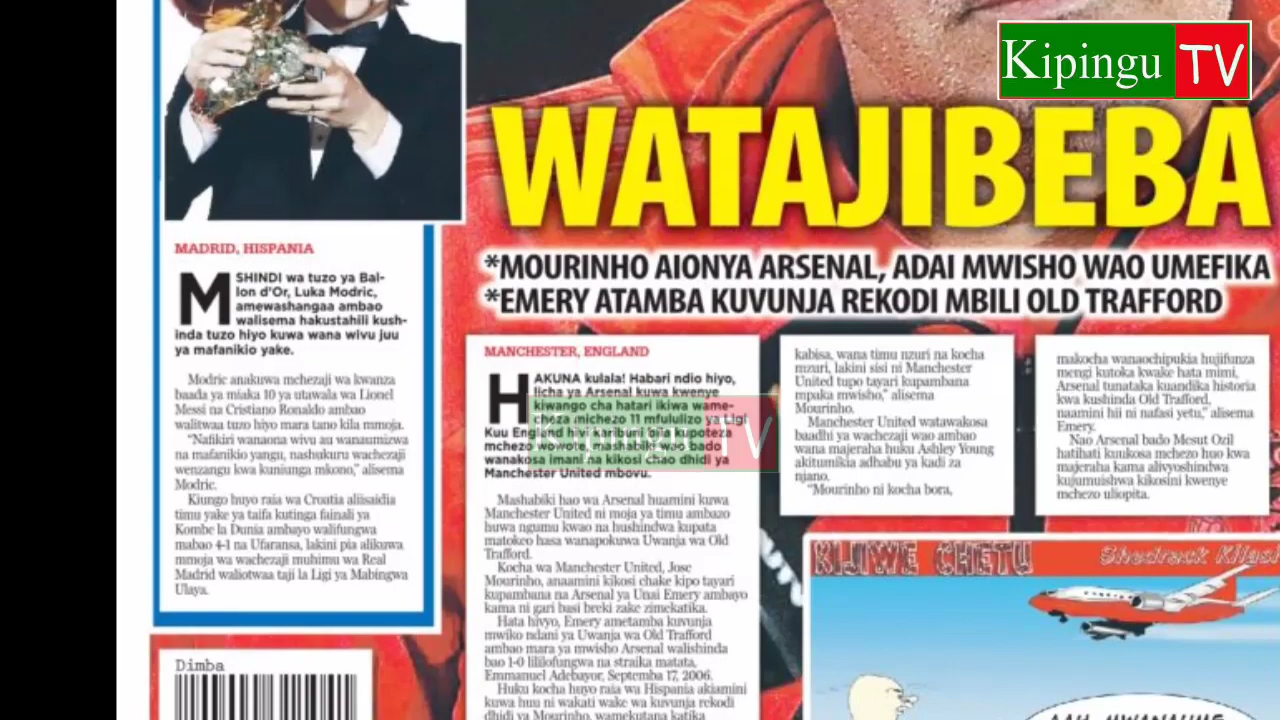 Kipingu TV
WATAJIBEBA
*MOURINHO AIONYA ARSENAL, ADAI MWISHO WAO UMEFIKA
*EMERY ATAMBA KUVUNJA REKODI MBILI OLD TRAFFORD
MADRID, HISPANIA
MSHINDI wa tuzo ya Bal-
lon d'Or, Luka Modric,
amewashangaa ambao
walisema hakustahili kush-
inda tuzo hiyo kuwa wana wivu juu
ya mafanikio yake.
Modric anakuwa mchezaji wa kwanza
baada ya miaka 10 ya utawala wa Lionel
Messi na Cristiano Ronaldo ambao
walitwaa tuzo hiyo mara tano kila mmoja.
"Nafikiri wanaona wivu au wanaumizwa
na mafanikio yangu, nashukuru wachezaji
wenzangu kwa kuniunga mkono," alisema
Modric.
Kiungo huyo raia wa Croatia aliisaidia
timu yake ya taifa kutinga fainali ya
Kombe la Dunia ambayo walifungwa
mabao 4-1 na Ufaransa, lakini pia alikuwa
mmoja wa wachezaji muhimu wa Real
Madrid waliotwaa taji la Ligi ya Mabingwa
Ulaya.
Dimba
MANCHESTER, ENGLAND
HAKUNA kulala! Habari ndio hiyo,
licha ya Arsenal kuwa kwenye
kiwango cha hatari ikiwa wame-
cheza michezo 11 mfululizo ya Ligi
Kuu England hivi karibuni bila kupoteza
mchezo wowote, mashabiki wao bado
wanakosa imani na kikosi chao dhidi ya
Manchester United mbovu.
Mashabiki hao wa Arsenal huamini kuwa
Manchester United ni moja ya timu ambazo
huwa ngumu kwao na hushindwa kupata
matokeo hasa wanapokuwa Uwanja wa Old
Trafford.
Kocha wa Manchester United, Jose
Mourinho, anaamini kikosi chake kipo tayari
kupambana na Arsenal ya Unai Emery ambayo
kama ni gari basi breki zake zimekatika.
Hata hivyo, Emery ametamba kuvunja
mwiko ndani ya Uwanja wa Old Trafford
ambao mara ya mwisho Arsenal walishinda
bao 1-0 lililofungwa na straika matata,
Emmanuel Adebayor, Septemba 17, 2006.
Huku kocha huyo raia wa Hispania akiamini
kuwa huu ni wakati wake wa kuvunja rekodi
dhidi ya Mourinho, wamekutana katika
kabisa, wana timu nzuri na kocha
mzuri, lakini sisi ni Manchester
United tupo tayari kupambana
mpaka mwisho," alisema
Mourinho.
Manchester United watawakosa
baadhi ya wachezaji wao ambao
wana majeraha huku Ashley Young
akitumikia adhabu ya kadi za
njano.
"Mourinho ni kocha bora,
makocha wanaochipukia hujifunza
mengi kutoka kwake hata mimi,
Arsenal tunataka kuandika historia
kwa kushinda Old Trafford,
naamini hii ni nafasi yetu," alisema
Emery.
Nao Arsenal bado Mesut Ozil
hatihati kuukosa mchezo huo kwa
majeraha kama alivyoshindwa
kujumuishwa kikosini kwenye
mchezo uliopita.
Kipingu TV
KIJIWE CHETU
Shedrack